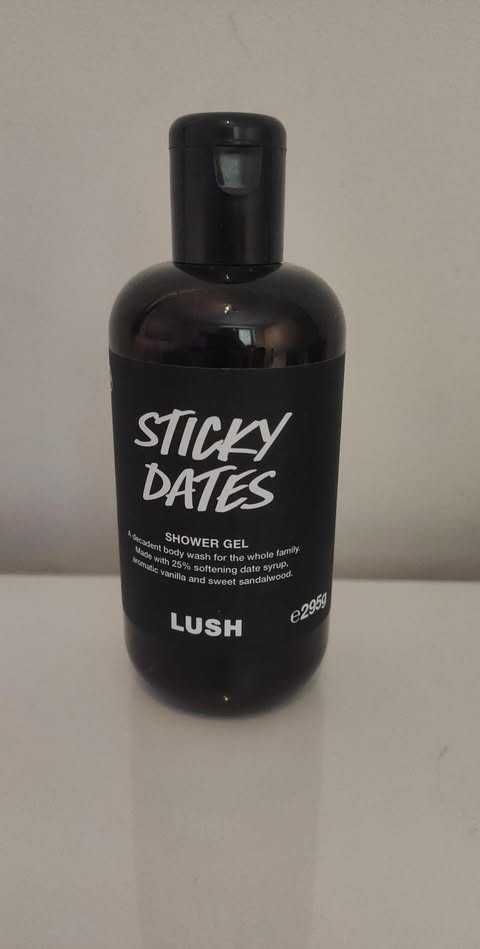 STICKY
DATES
SHOWER GEL
A decadent body wash for the whole family.
Made with 25% softening date syrup,
aromatic vanilla and sweet sandalwood.
LUSH
℮295g